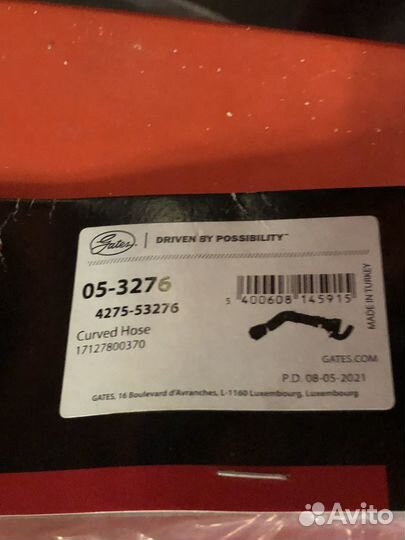 Gates. DRIVEN BY POSSIBILITY™
05-3276
4275-53276
Curved Hose
17127800370
5 400608 145915
MADE IN TURKEY
GATES.COM
P.D. 08-05-2021
GATES, 16 Boulevard d'Avranches, L-1160 Luxembourg, Luxembourg
Avito